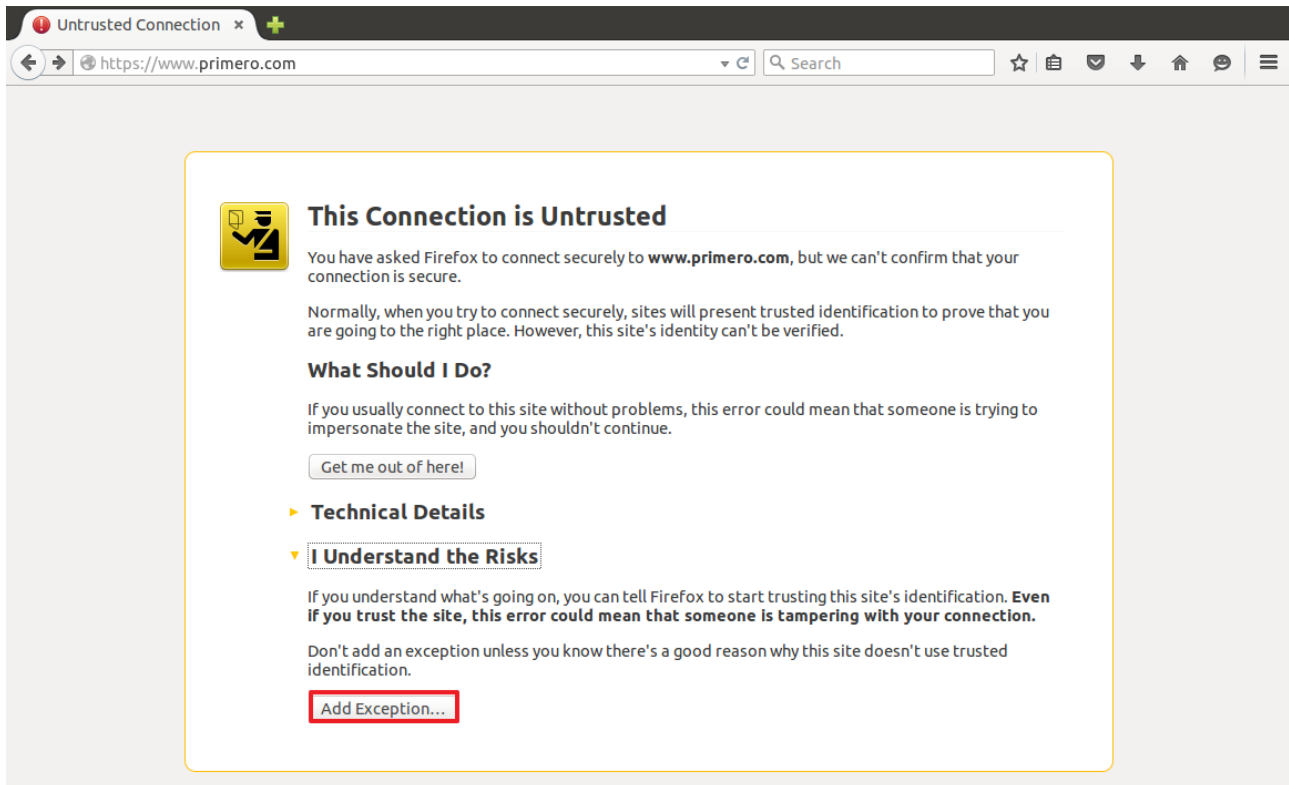 Untrusted Connection
https://www.primero.com
Search
This Connection is Untrusted
You have asked Firefox to connect securely to www.primero.com, but we can't confirm that your
connection is secure.
Normally, when you try to connect securely, sites will present trusted identification to prove that you
are going to the right place. However, this site's identity can't be verified.
What Should I Do?
If you usually connect to this site without problems, this error could mean that someone is trying to
impersonate the site, and you shouldn't continue.
Get me out of here!
Technical Details
I Understand the Risks
If you understand what's going on, you can tell Firefox to start trusting this site's identification. Even
if you trust the site, this error could mean that someone is tampering with your connection.
Don't add an exception unless you know there's a good reason why this site doesn't use trusted
identification.
Add Exception...